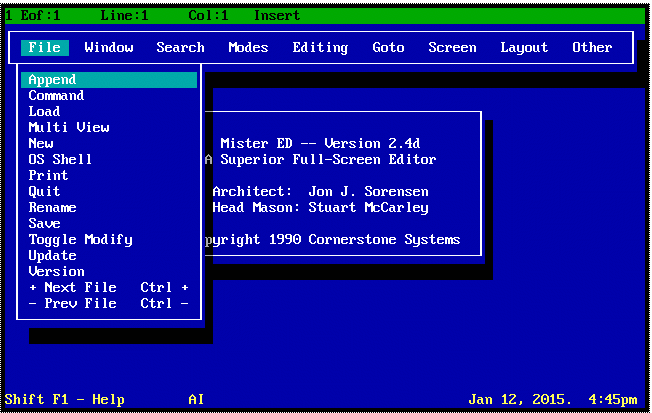 1 Eof:1 Line:1 Col:1 Insert
File Window Search Modes Editing Goto Screen Layout Other
Append
Command
Load
Multi View
New
OS Shell
Print
Quit
Rename
Save
Toggle Modify
Update
Version
+ Next File Ctrl +
- Prev File Ctrl -
Mister ED -- Version 2.4d
A Superior Full-Screen Editor
Architect: Jon J. Sorensen
Head Mason: Stuart McCarley
pyright 1990 Cornerstone Systems
Shift F1 - Help AI Jan 12, 2015. 4:45pm